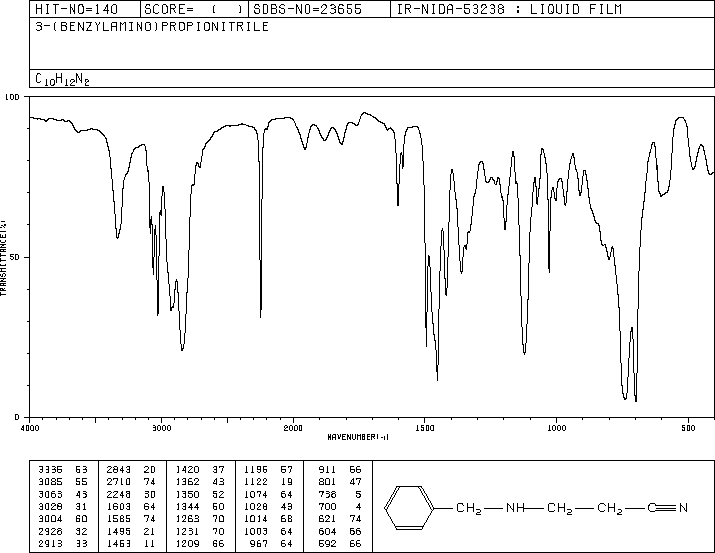 HIT-NO=140 SCORE= ( ) SDBS-NO=23655 IR-NIDA-53238 : LIQUID FILM
3-(BENZYLAMINO)PROPIONITRILE
C10H12N2
100
50
0
TRANSMITTANCE(%)
4000 3000 2000 1500 1000 500
WAVENUMBER(-1)
3335 53 2843 20 1420 37 1196 57 911 66
3085 55 2710 74 1362 43 1122 19 801 47
3063 43 2248 30 1350 52 1074 64 738 5
3028 31 1603 64 1344 50 1028 43 700 4
3004 60 1585 74 1263 70 1014 68 621 74
2928 32 1495 21 1231 70 1003 64 604 66
2913 33 1453 11 1209 66 967 64 592 66
CH2 NH CH2 CH2 C≡N